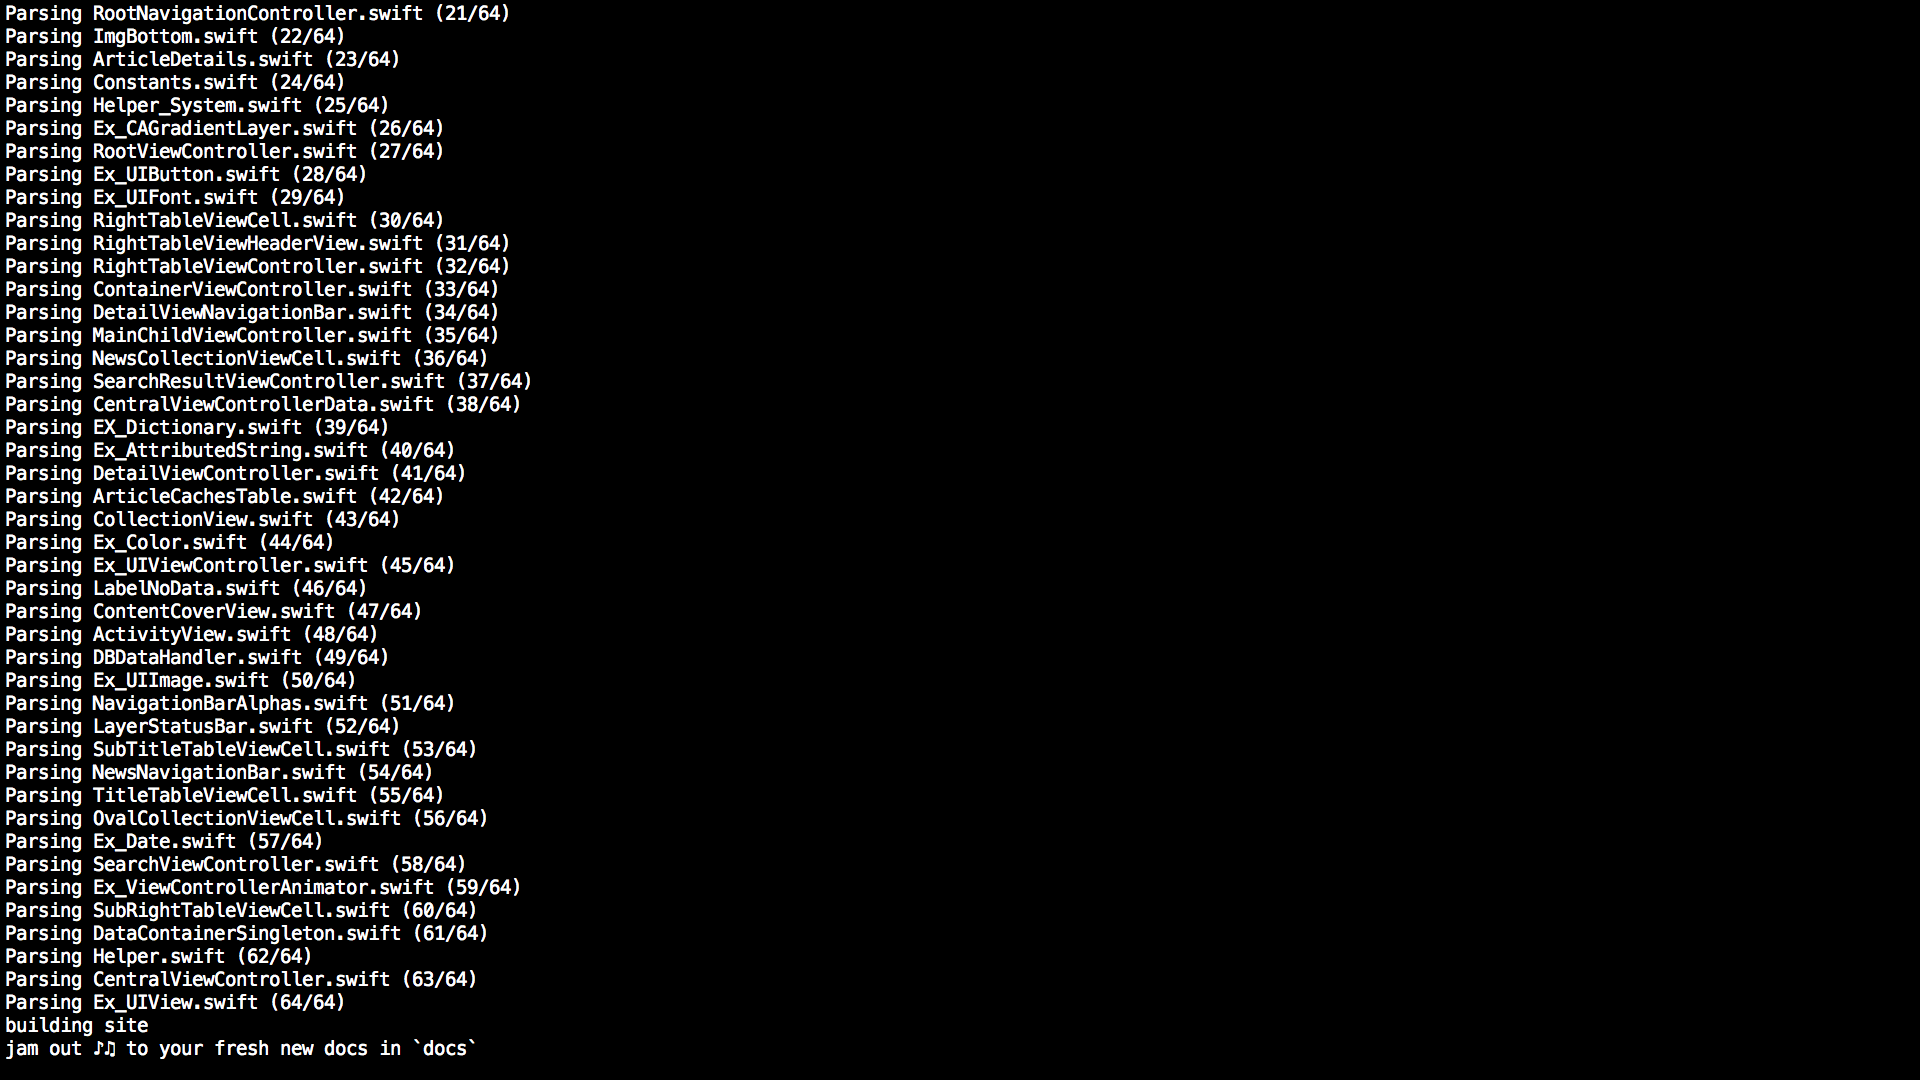 Parsing RootNavigationController.swift (21/64)
Parsing ImgBottom.swift (22/64)
Parsing ArticleDetails.swift (23/64)
Parsing Constants.swift (24/64)
Parsing Helper_System.swift (25/64)
Parsing Ex_CAGradientLayer.swift (26/64)
Parsing RootViewController.swift (27/64)
Parsing Ex_UIButton.swift (28/64)
Parsing Ex_UIFont.swift (29/64)
Parsing RightTableViewCell.swift (30/64)
Parsing RightTableViewHeaderView.swift (31/64)
Parsing RightTableViewController.swift (32/64)
Parsing ContainerViewController.swift (33/64)
Parsing DetailViewNavigationBar.swift (34/64)
Parsing MainChildViewController.swift (35/64)
Parsing NewsCollectionViewCell.swift (36/64)
Parsing SearchResultViewController.swift (37/64)
Parsing CentralViewControllerData.swift (38/64)
Parsing EX_Dictionary.swift (39/64)
Parsing Ex_AttributedString.swift (40/64)
Parsing DetailViewController.swift (41/64)
Parsing ArticleCachesTable.swift (42/64)
Parsing CollectionView.swift (43/64)
Parsing Ex_Color.swift (44/64)
Parsing Ex_UIViewController.swift (45/64)
Parsing LabelNoData.swift (46/64)
Parsing ContentCoverView.swift (47/64)
Parsing ActivityView.swift (48/64)
Parsing DBDataHandler.swift (49/64)
Parsing Ex_UIImage.swift (50/64)
Parsing NavigationBarAlphas.swift (51/64)
Parsing LayerStatusBar.swift (52/64)
Parsing SubTitleTableViewCell.swift (53/64)
Parsing NewsNavigationBar.swift (54/64)
Parsing TitleTableViewCell.swift (55/64)
Parsing OvalCollectionViewCell.swift (56/64)
Parsing Ex_Date.swift (57/64)
Parsing SearchViewController.swift (58/64)
Parsing Ex_ViewControllerAnimator.swift (59/64)
Parsing SubRightTableViewCell.swift (60/64)
Parsing DataContainerSingleton.swift (61/64)
Parsing Helper.swift (62/64)
Parsing CentralViewController.swift (63/64)
Parsing Ex_UIView.swift (64/64)
building site
jam out ♪♫ to your fresh new docs in `docs`